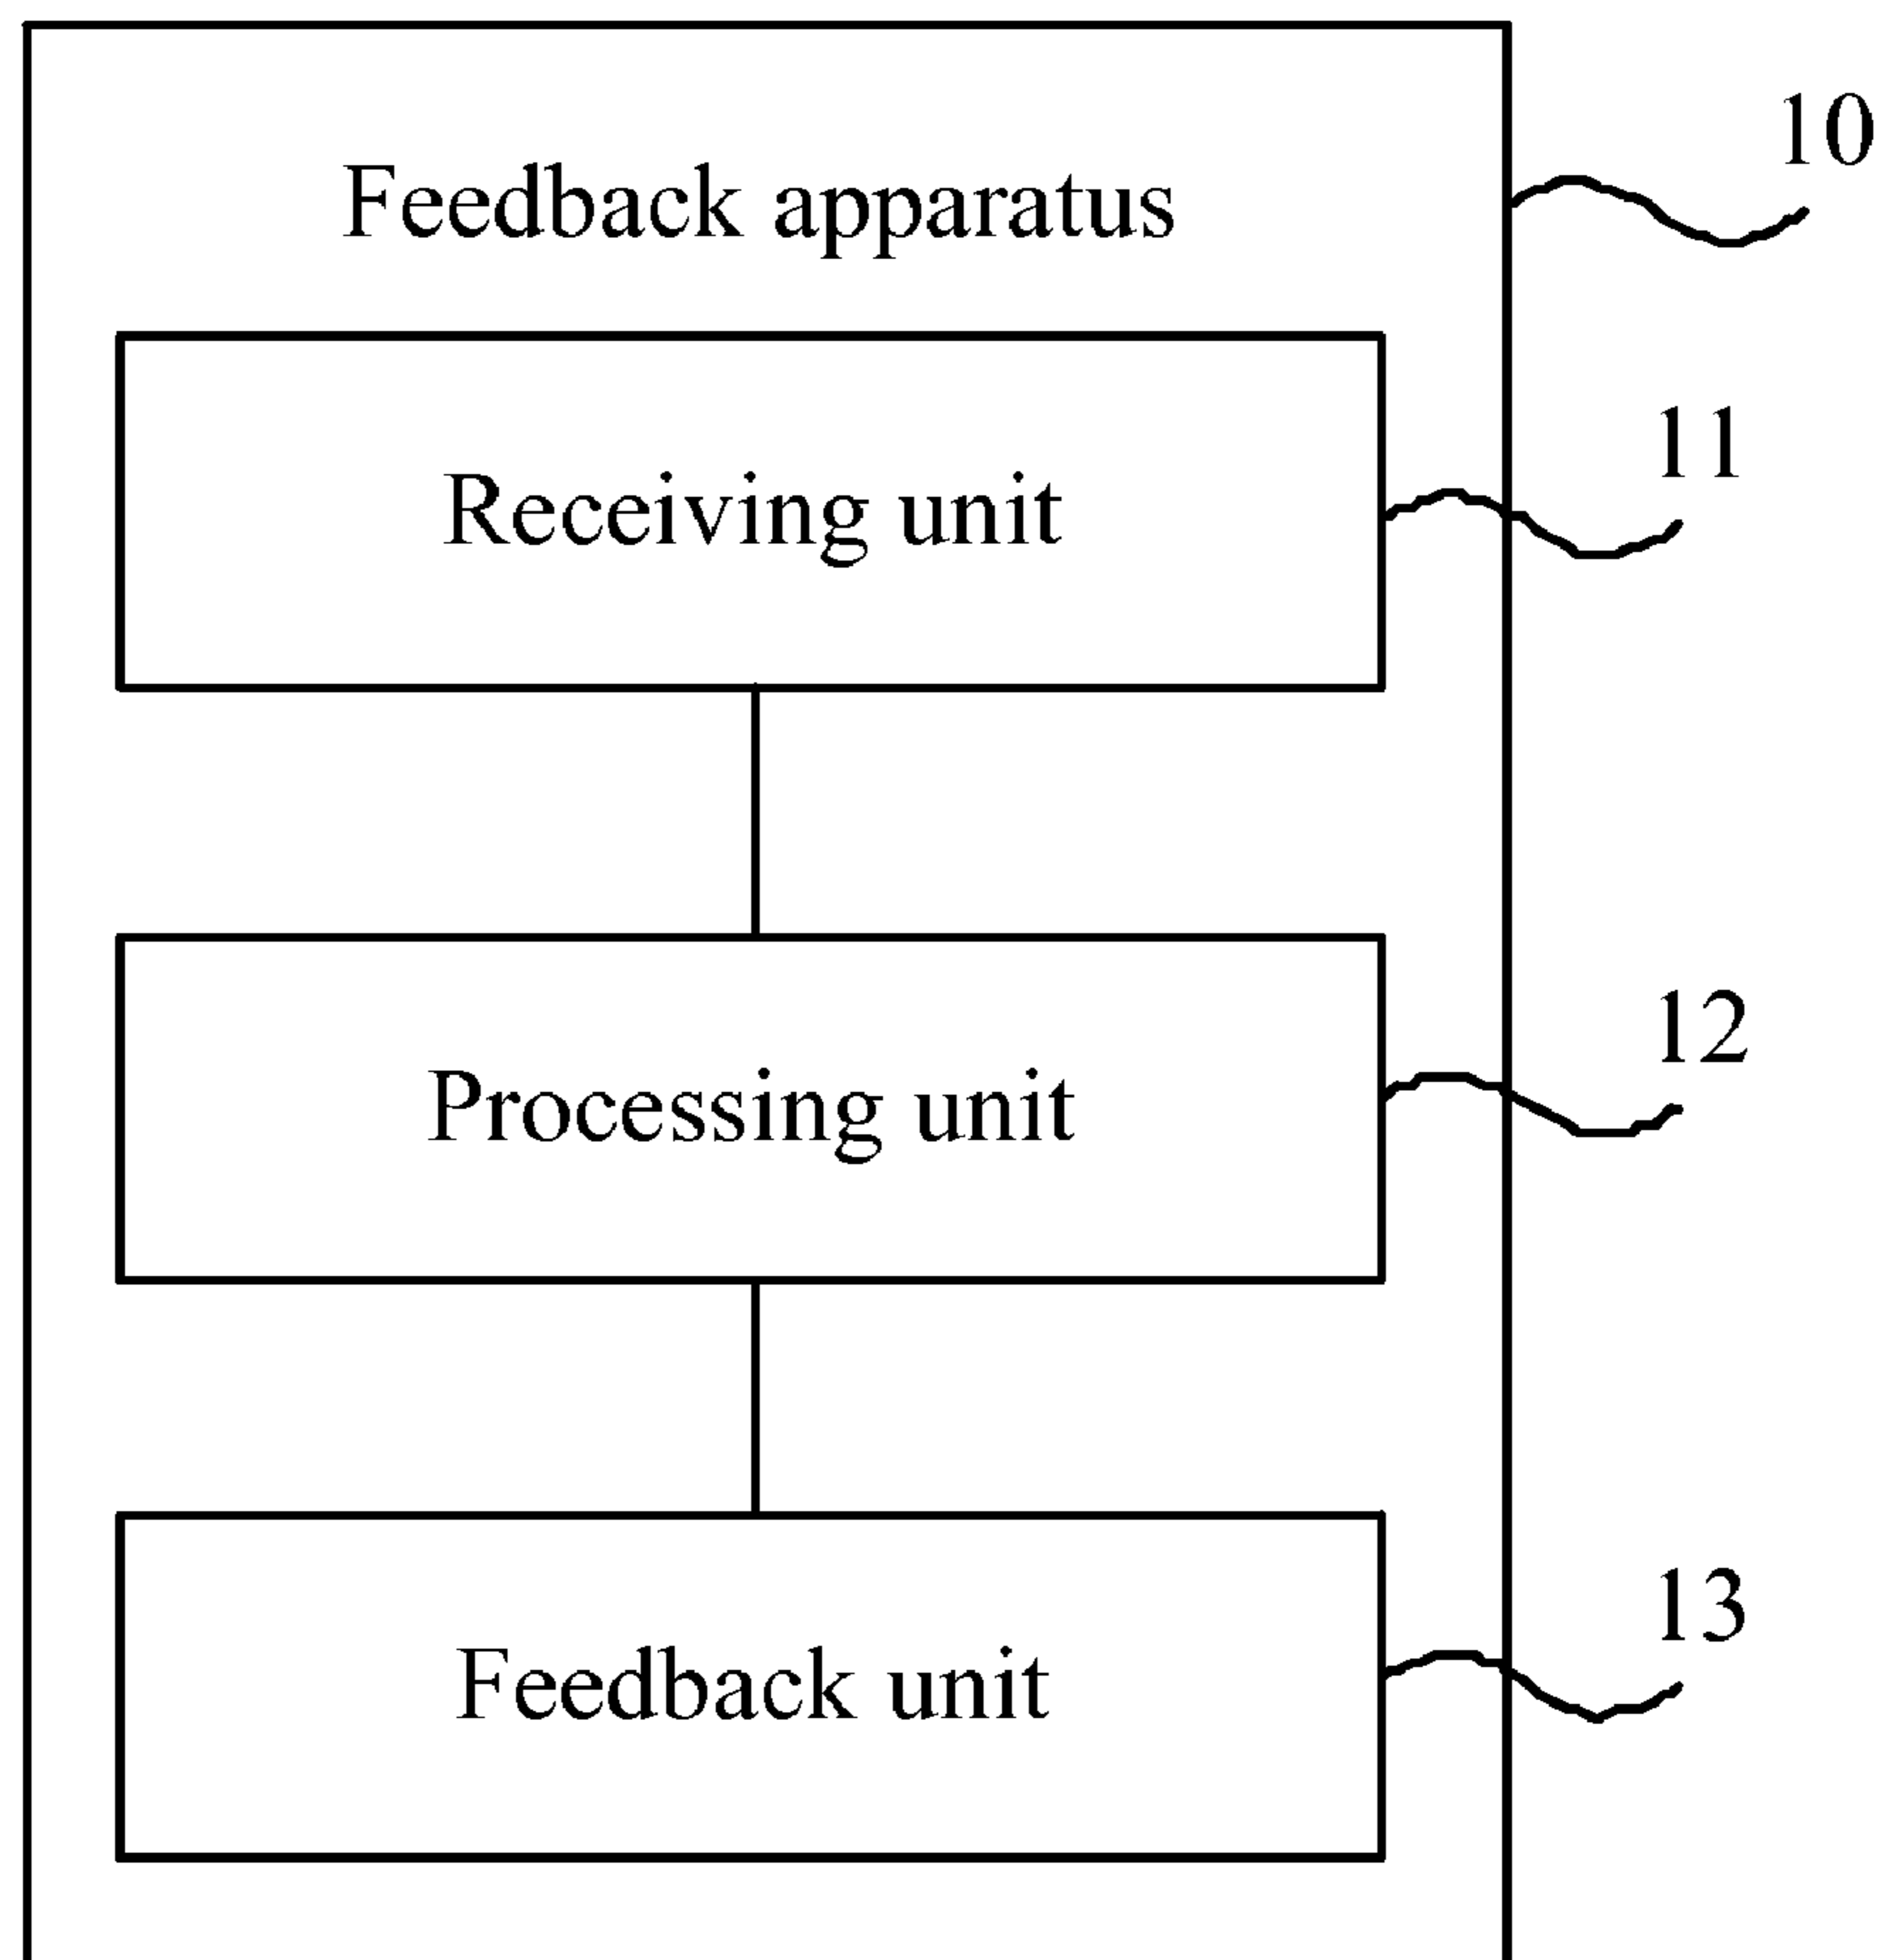 10
Feedback apparatus
11
Receiving unit
12
Processing unit
13
Feedback unit